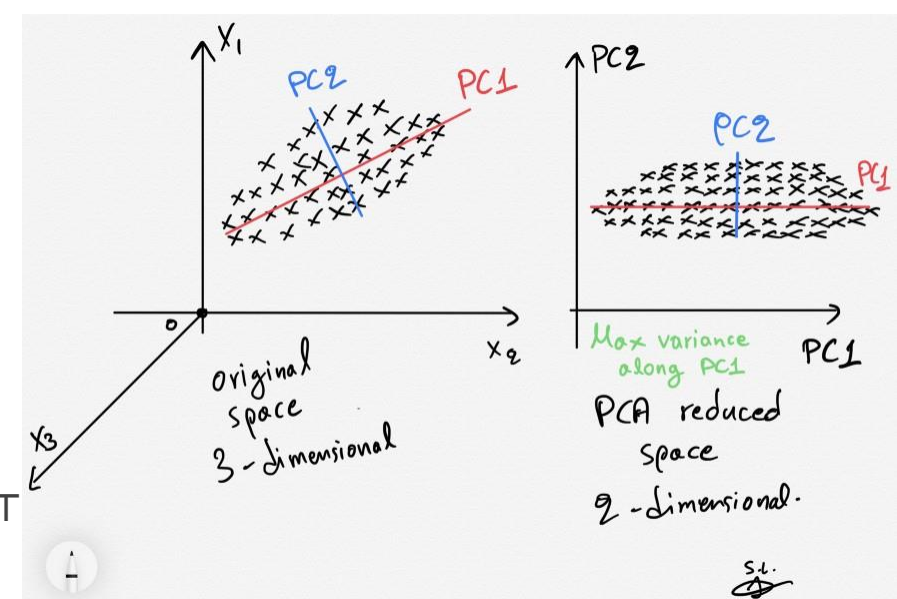 X₁
PC2
PC1
0
X₂
X3
original
space
3-dimensional
T
PC2
PC2
PC1
PC1
Max variance
along PC1
PCA reduced
space
2-dimensional.
S.L.